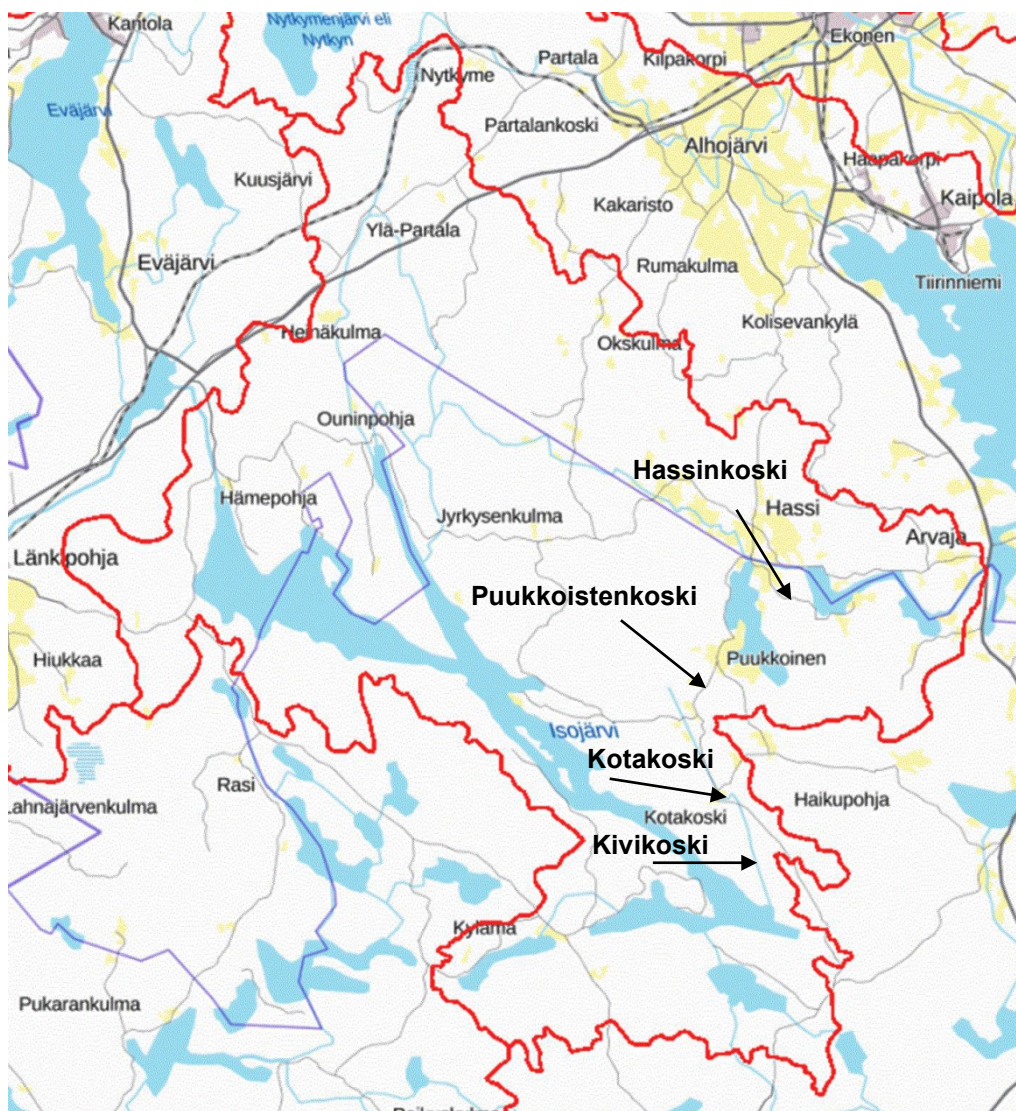 Kantola
Nytkymenjärvi eli
Nytkyn
Nytkyme
Partala
Kilpakorpi
Ekonen
Eväjärvi
Partalankoski
Alhojärvi
Haapakorpi
Kuusjärvi
Kakaristo
Kaipola
Ylä-Partala
Eväjärvi
Rumakulma
Tiirinniemi
Heinäkulma
Okskulma
Kolisevankylä
Ouninpohja
Hassinkoski
Hämepohja
Jyrkysenkulma
Hassi
Arvaja
Länkipohja
Puukkoistenkoski
Hiukkaa
Puukkoinen
Isojärvi
Kotakoski
Rasi
Lahnajärvenkulma
Haikupohja
Kotakoski
Kivikoski
Kylämä
Pukarankulma